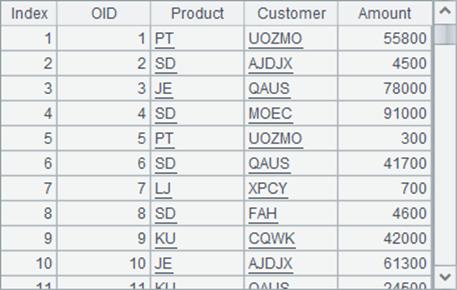 Index OID Product Customer Amount
1 1 PT UOZMO 55800
2 2 SD AJDJX 4500
3 3 JE QAUS 78000
4 4 SD MOEC 91000
5 5 PT UOZMO 300
6 6 SD QAUS 41700
7 7 LJ XPCY 700
8 8 SD FAH 4600
9 9 KU CQWK 42000
10 10 JE AJDJX 61300
11 11 KU QAUS 24500